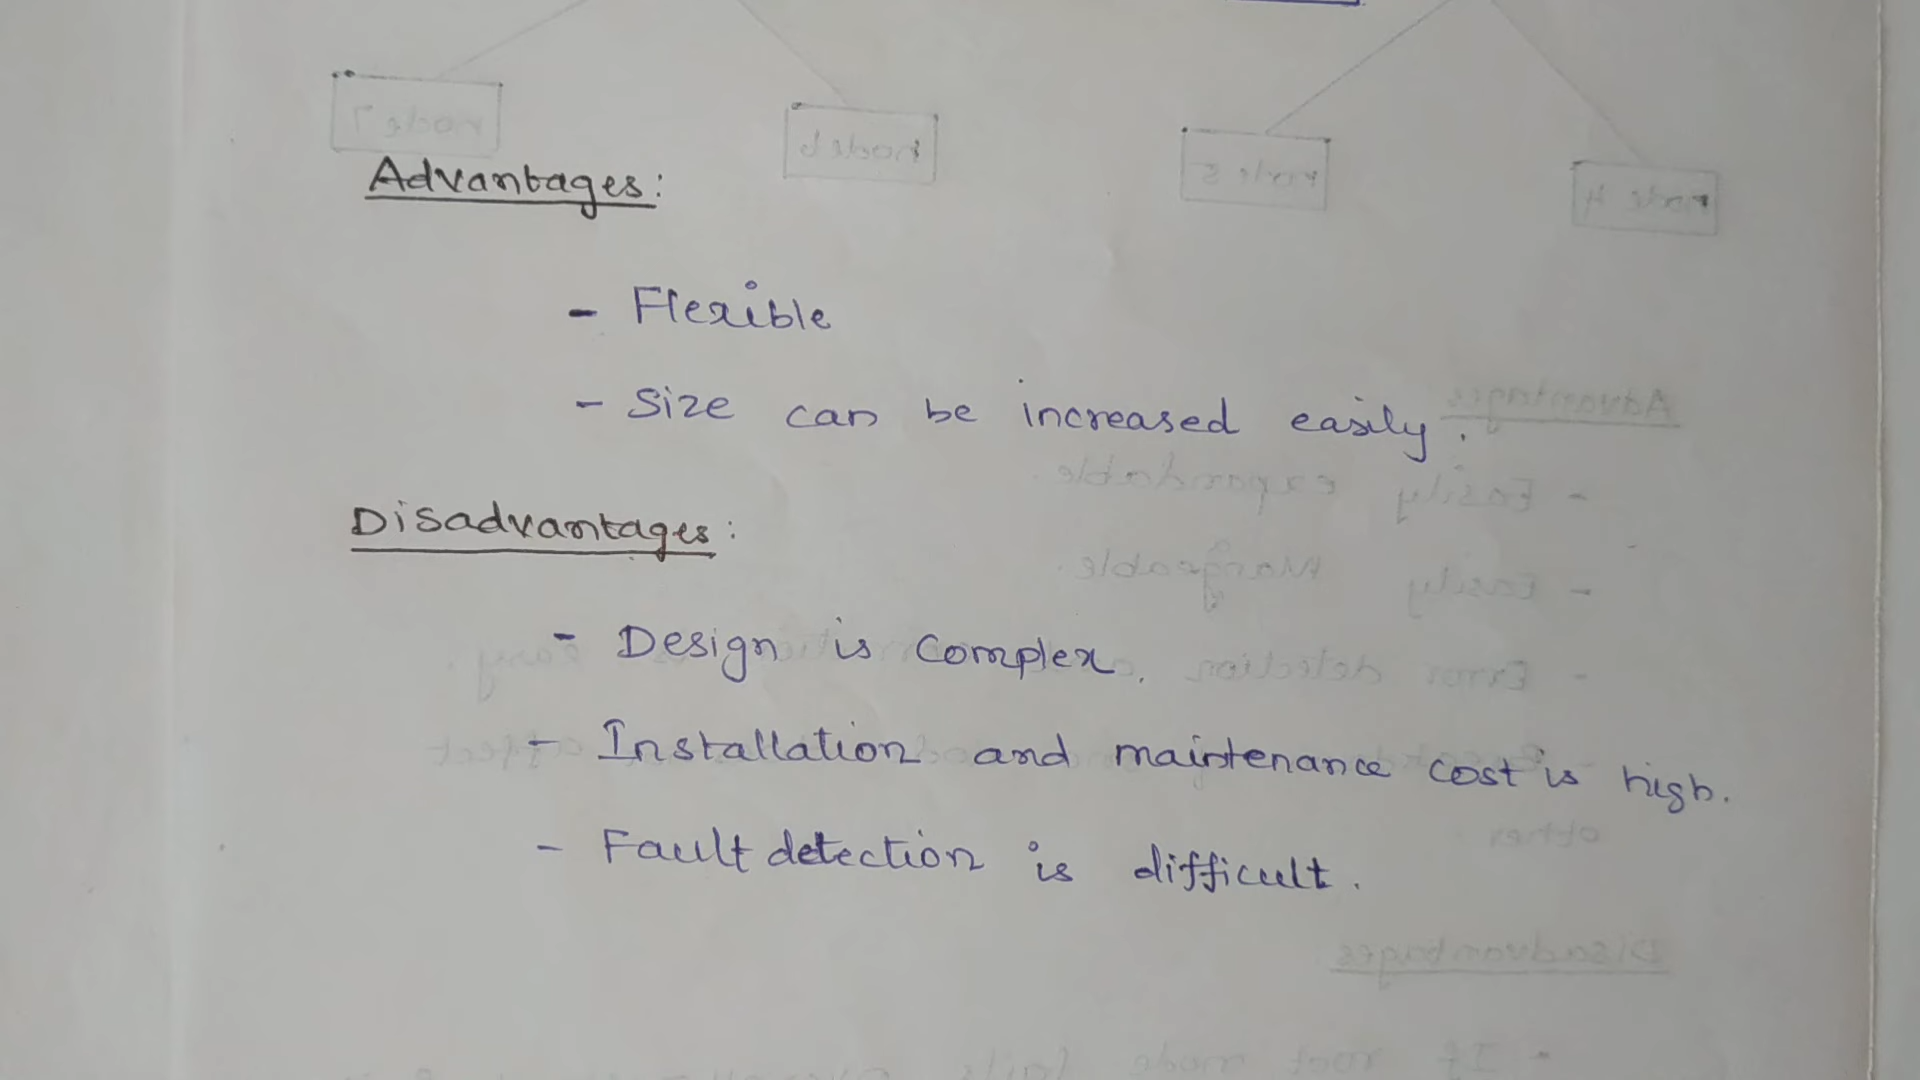 Advantages:
- Flexible
- Size can be increased easily.
Disadvantages:
- Design is Complex.
- Installation and maintenance cost is high.
- Fault detection is difficult.